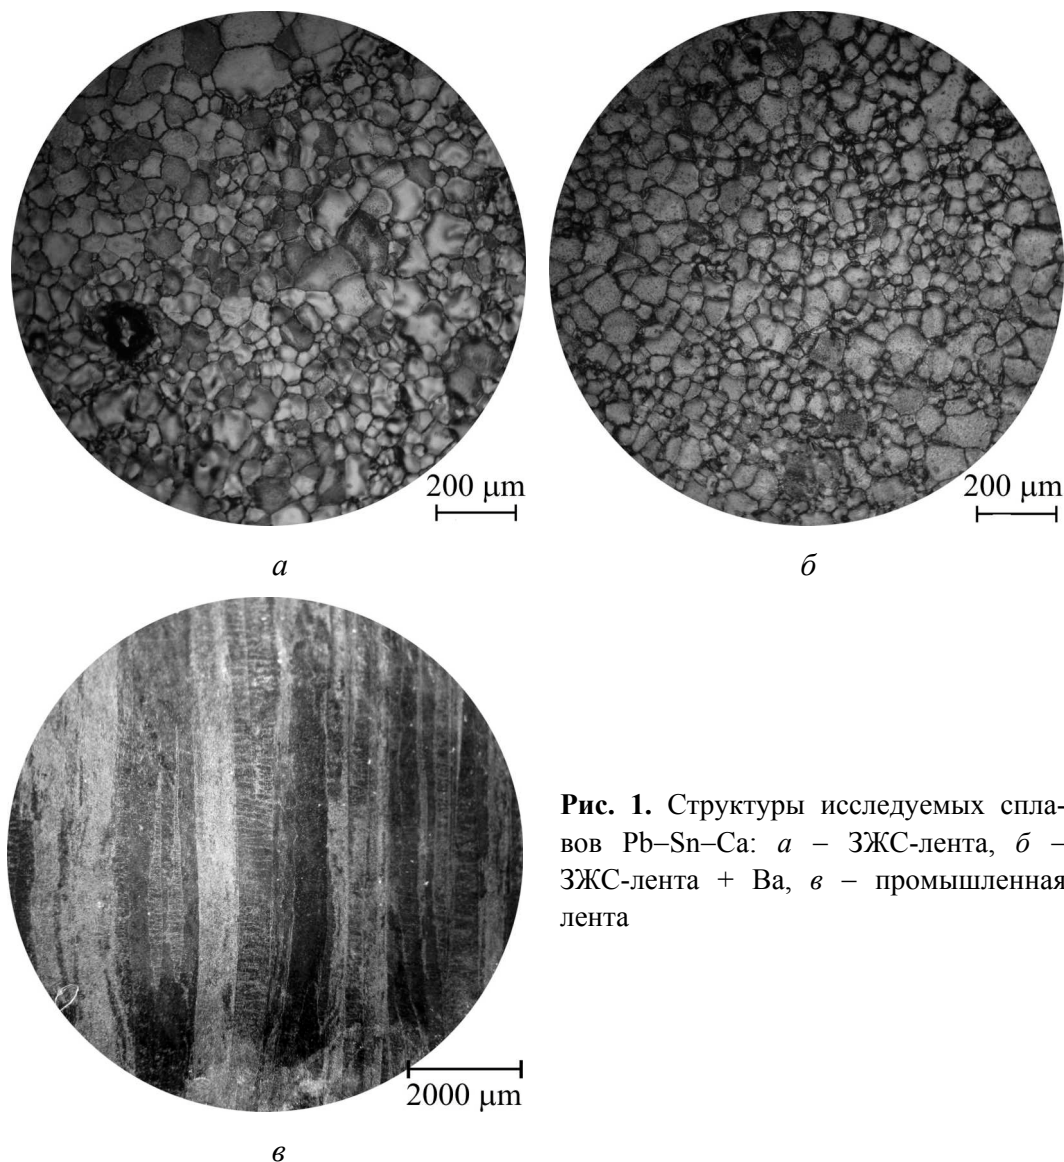 200 μm
200 μm
а
б
2000 μm
в
Рис. 1. Структуры исследуемых спла-
вов Pb–Sn–Ca: а – ЗЖС-лента, б –
ЗЖС-лента + Ba, в – промышленная
лента